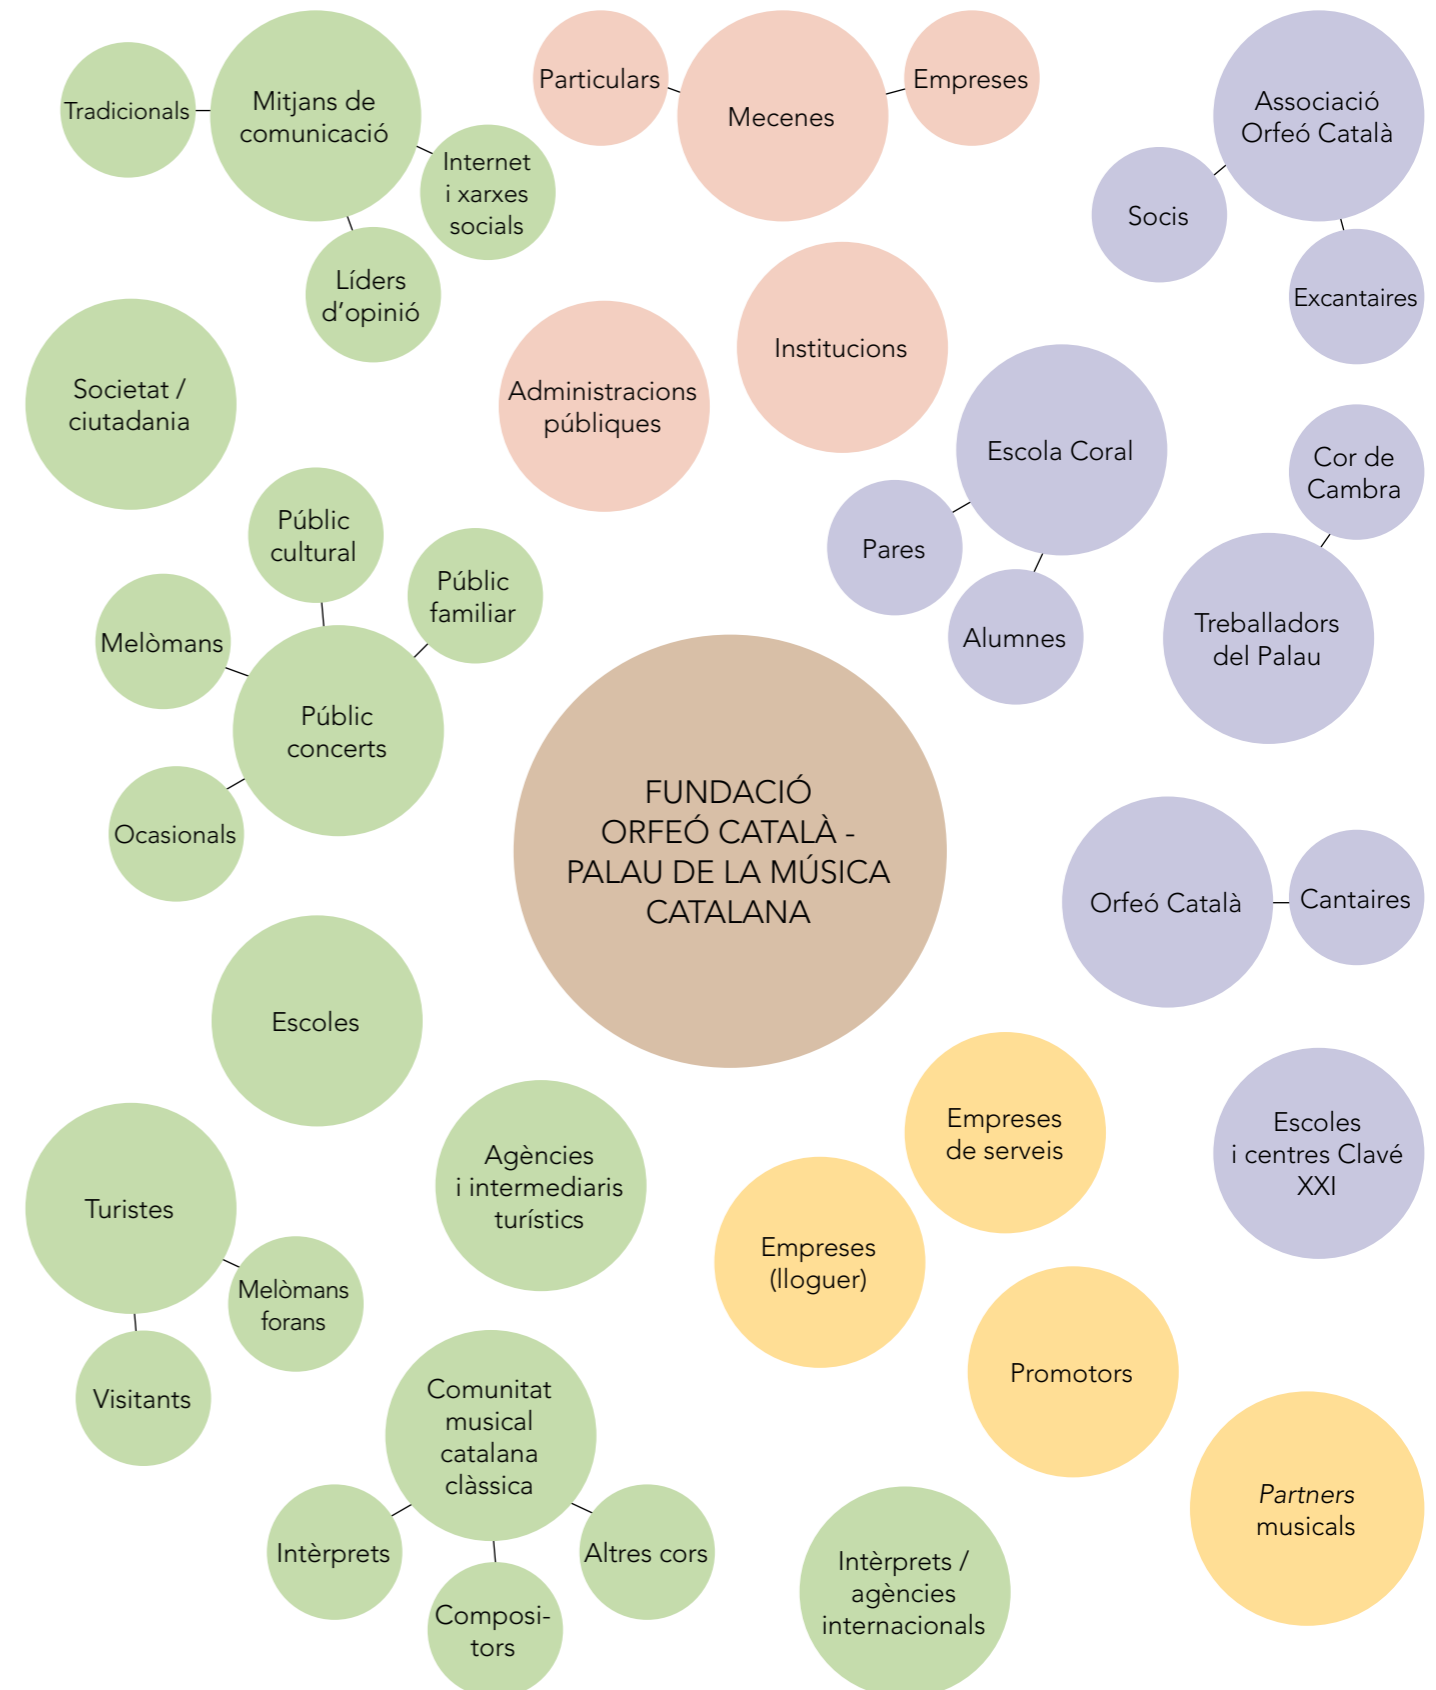 Tradicionals
Mitjans de
comunicació
Internet
i xarxes
socials
Líders
d’opinió
Particulars
Mecenes
Empreses
Associació
Orfeó Català
Socis
Excantaires
Societat /
ciutadania
Administracions
públiques
Institucions
Escola Coral
Pares
Alumnes
Cor de
Cambra
Treballadors
del Palau
Públic
cultural
Públic
familiar
Melòmans
Públic
concerts
Ocasionals
FUNDACIÓ
ORFEÓ CATALÀ -
PALAU DE LA MÚSICA
CATALANA
Orfeó Català
Cantaires
Escoles
Agències
i intermediaris
turístics
Empreses
de serveis
Escoles
i centres Clavé
XXI
Turistes
Melòmans
forans
Visitants
Empreses
(lloguer)
Promotors
Partners
musicals
Comunitat
musical
catalana
clàssica
Intèrprets
Composi-
tors
Altres cors
Intèrprets /
agències
internacionals